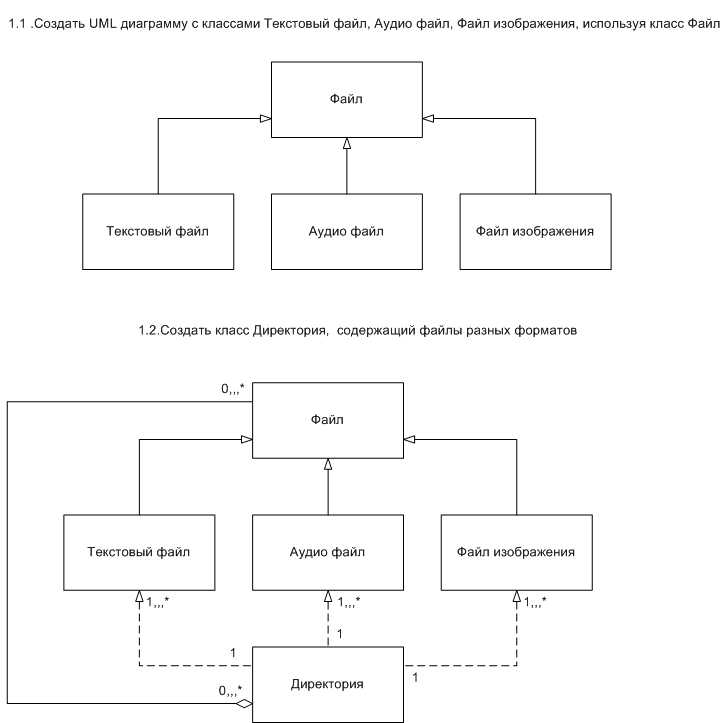 1.1 .Создать UML диаграмму с классами Текстовый файл, Аудио файл, Файл изображения, используя класс Файл
Файл
Текстовый файл
Аудио файл
Файл изображения
1.2.Создать класс Директория, содержащий файлы разных форматов
0,,,*
Файл
Текстовый файл
Аудио файл
Файл изображения
1,,,*
1,,,*
1,,,*
1
1
1
0,,,*
Директория